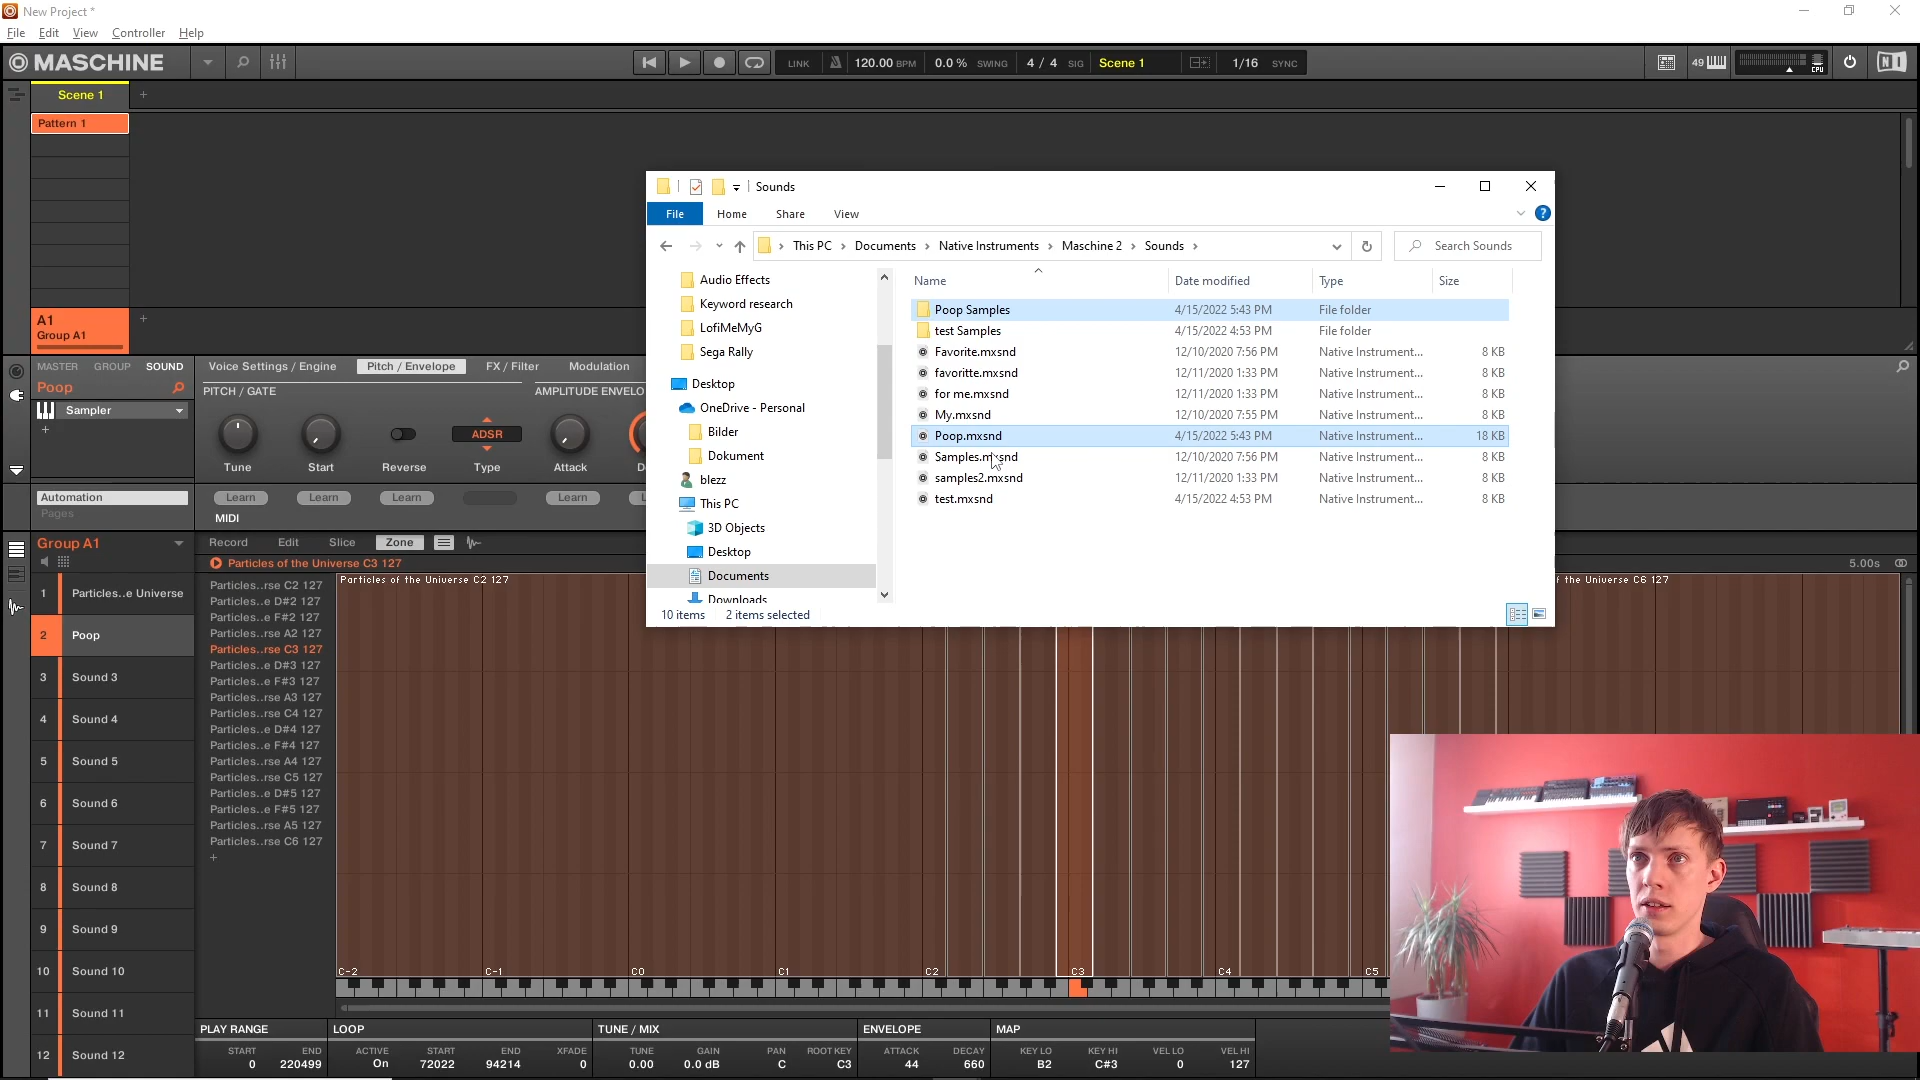 New Project *
File Edit View Controller Help
MASCHINE
LINK 120.00 BPM 0.0 % SWING 4 / 4 SIG Scene 1 1/16 SYNC
49
CPU
Scene 1 +
Pattern 1
A1 +
Group A1
MASTER GROUP SOUND
Poop
Sampler
+
Automation
Pages
Voice Settings / Engine Pitch / Envelope FX / Filter Modulation
PITCH / GATE AMPLITUDE ENVELO
ADSR
Tune Start Reverse Type Attack
Learn Learn Learn Learn
MIDI
Sounds
File Home Share View
This PC Documents Native Instruments Maschine 2 Sounds
Search Sounds
Audio Effects
Keyword research
LofiMeMyG
Sega Rally
Desktop
OneDrive - Personal
Bilder
Dokument
blezz
This PC
3D Objects
Desktop
Documents
Downloads
Name Date modified Type Size
Poop Samples 4/15/2022 5:43 PM File folder
test Samples 4/15/2022 4:53 PM File folder
Favorite.mxsnd 12/10/2020 7:56 PM Native Instrument... 8 KB
favoritte.mxsnd 12/11/2020 1:33 PM Native Instrument... 8 KB
for me.mxsnd 12/11/2020 1:33 PM Native Instrument... 8 KB
My.mxsnd 12/10/2020 7:55 PM Native Instrument... 8 KB
Poop.mxsnd 4/15/2022 5:43 PM Native Instrument... 18 KB
Samples.mxsnd 12/10/2020 7:56 PM Native Instrument... 8 KB
samples2.mxsnd 12/11/2020 1:33 PM Native Instrument... 8 KB
test.mxsnd 4/15/2022 4:53 PM Native Instrument... 8 KB
10 items 2 items selected
Group A1
Record Edit Slice Zone
Particles of the Universe C3 127
5.00s
1 Particles..e Universe
2 Poop
3 Sound 3
4 Sound 4
5 Sound 5
6 Sound 6
7 Sound 7
8 Sound 8
9 Sound 9
10 Sound 10
11 Sound 11
12 Sound 12
Particles..rse C2 127
Particles..e D#2 127
Particles..e F#2 127
Particles..rse A2 127
Particles..rse C3 127
Particles..e D#3 127
Particles..e F#3 127
Particles..rse A3 127
Particles..rse C4 127
Particles..e D#4 127
Particles..e F#4 127
Particles..rse A4 127
Particles..rse C5 127
Particles..e D#5 127
Particles..e F#5 127
Particles..rse A5 127
Particles..rse C6 127
+
Particles of the Universe C2 127
f the Universe C6 127
C-2 C-1 C0 C1 C2 C3 C4 C5
PLAY RANGE LOOP TUNE / MIX ENVELOPE MAP
START END ACTIVE START END XFADE TUNE GAIN PAN ROOT KEY ATTACK DECAY KEY LO KEY HI VEL LO VEL HI
0 220499 On 72022 94214 0 0.00 0.0 dB C C3 44 660 B2 C#3 0 127